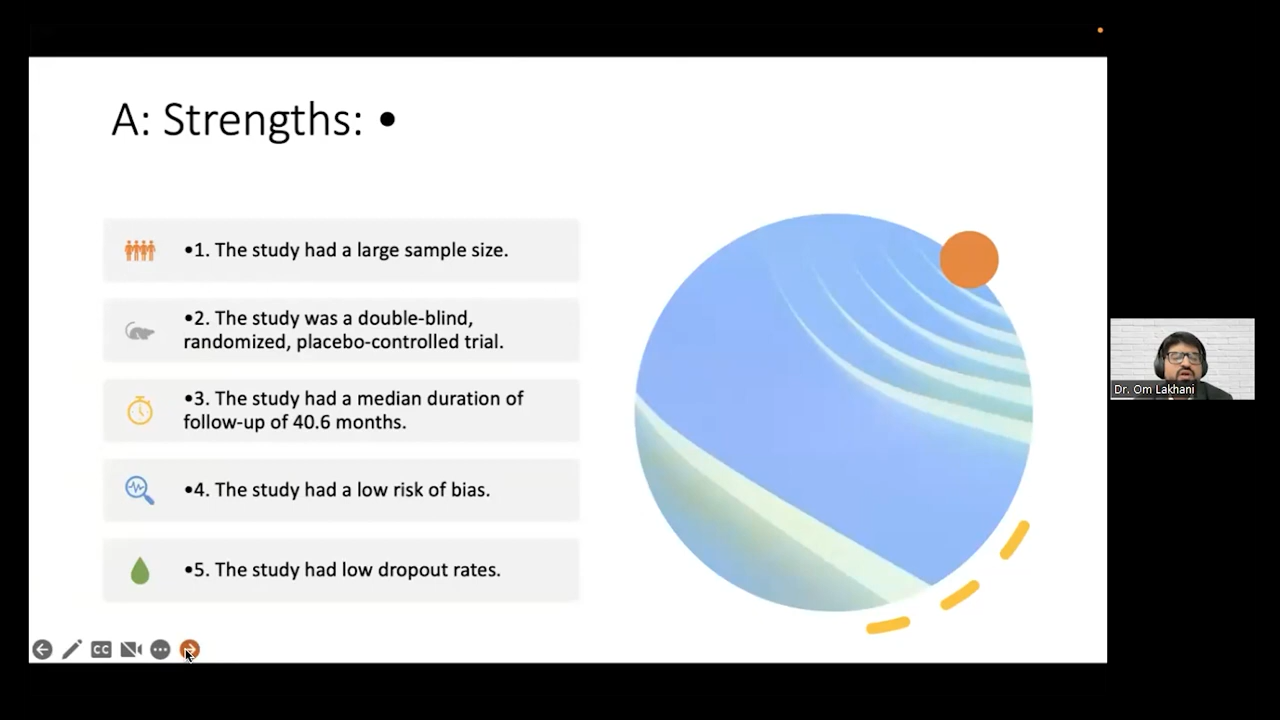 A: Strengths: •
•1. The study had a large sample size.
•2. The study was a double-blind,
randomized, placebo-controlled trial.
•3. The study had a median duration of
follow-up of 40.6 months.
•4. The study had a low risk of bias.
•5. The study had low dropout rates.
CC
Dr. Om Lakhani